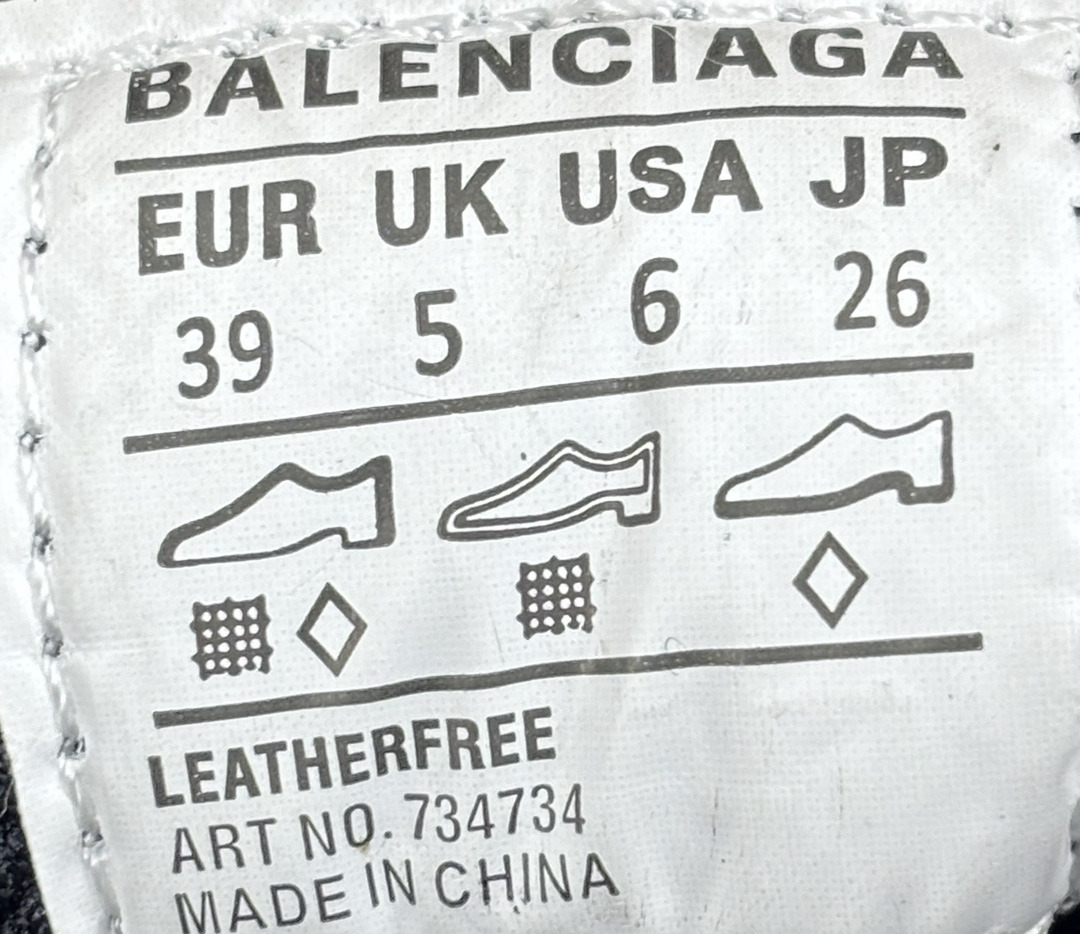 BALENCIAGA
EUR UK USA JP
39 5 6 26
LEATHERFREE
ART NO. 734734
MADE IN CHINA